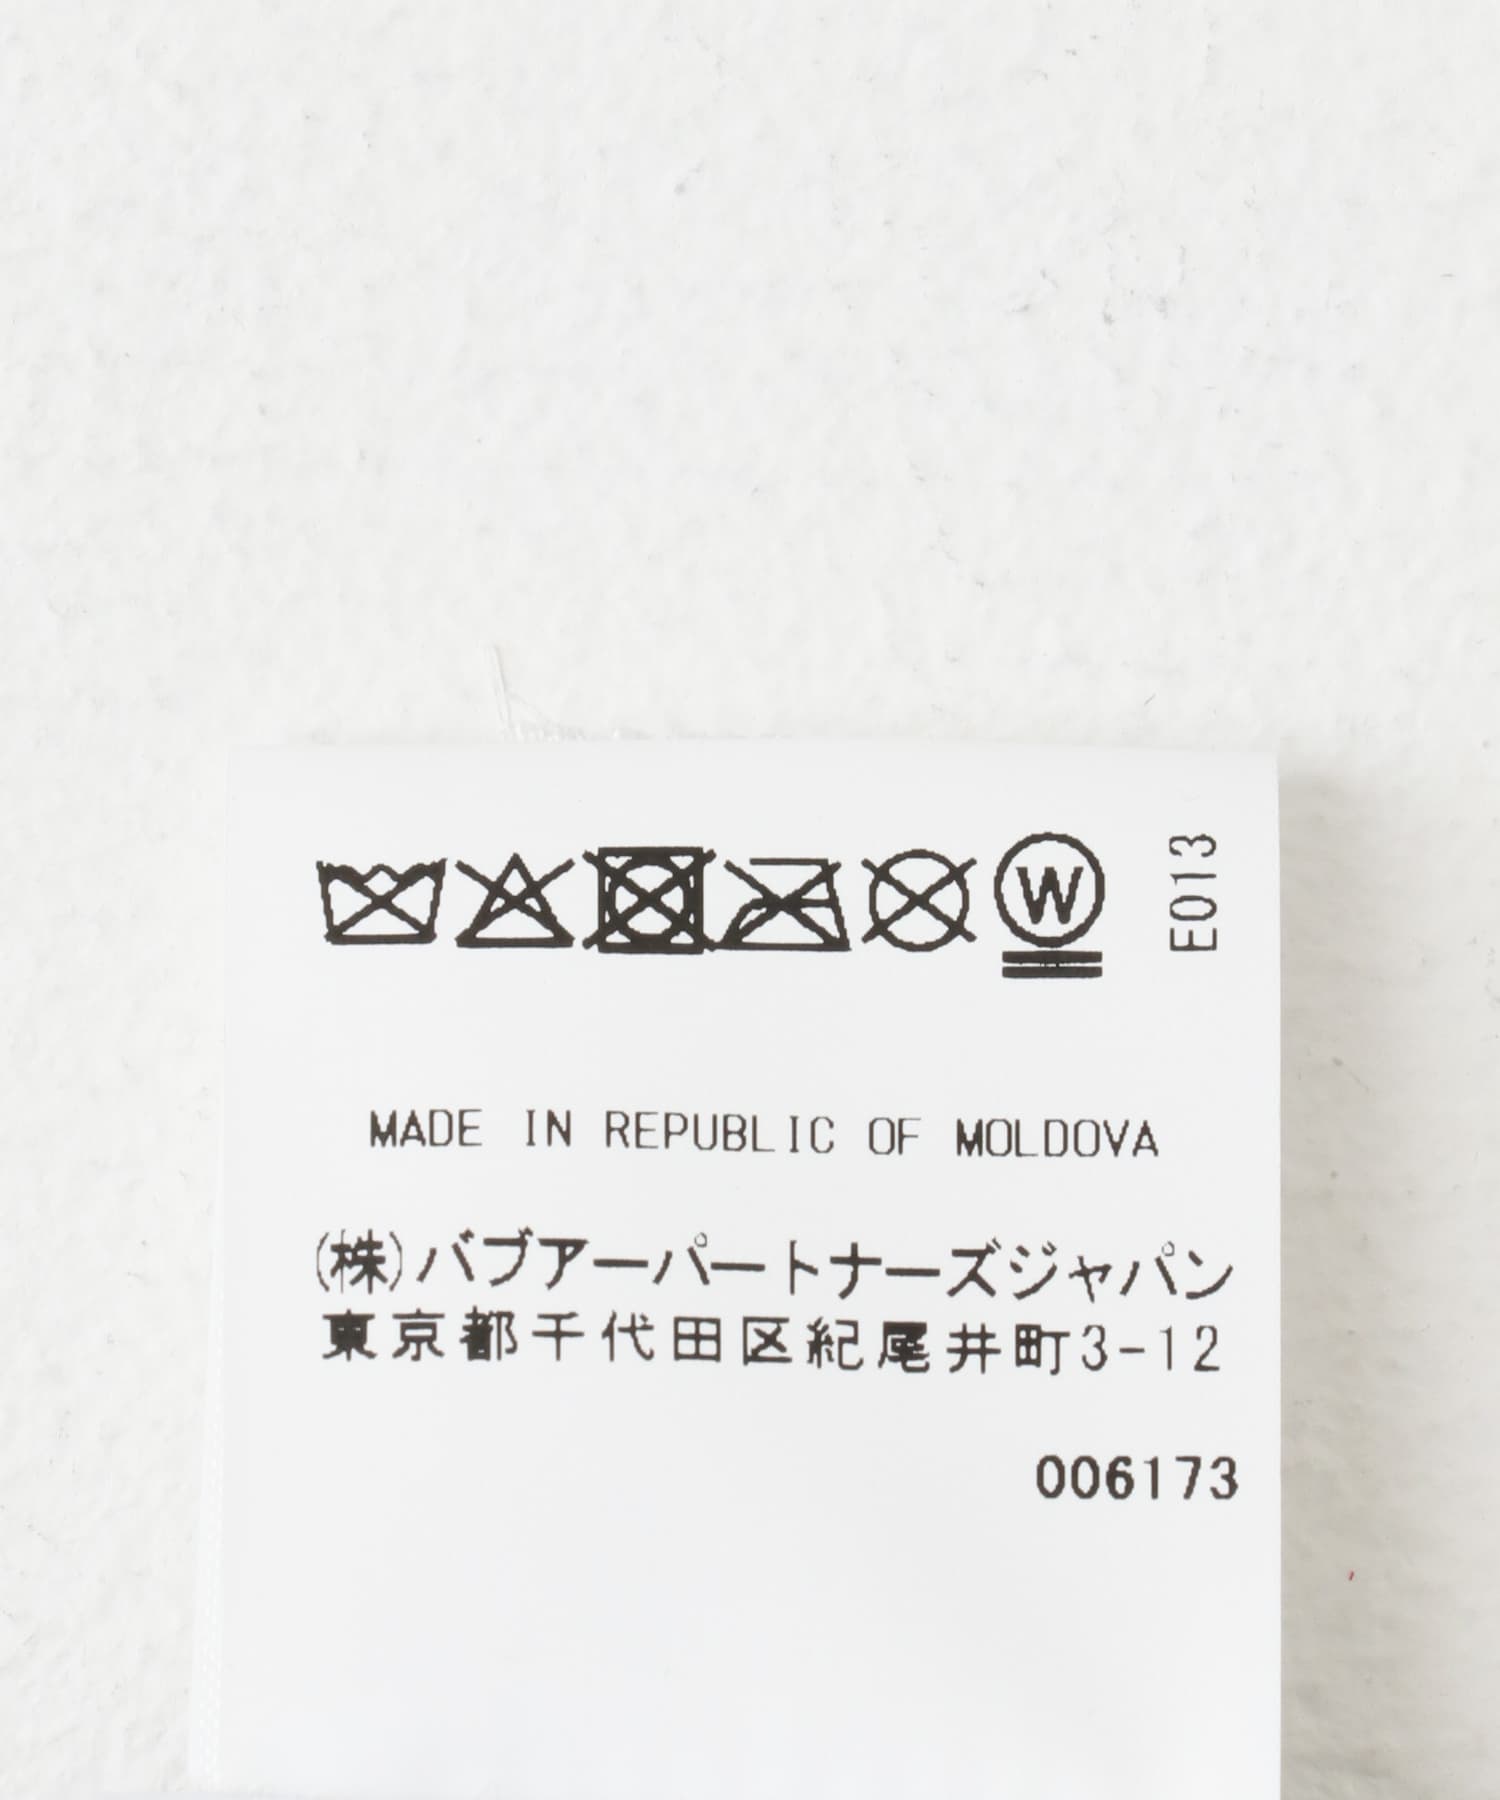 W
E013
MADE IN REPUBLIC OF MOLDOVA
(株)バブアーパートナーズジャパン
東京都千代田区紀尾井町3-12
006173